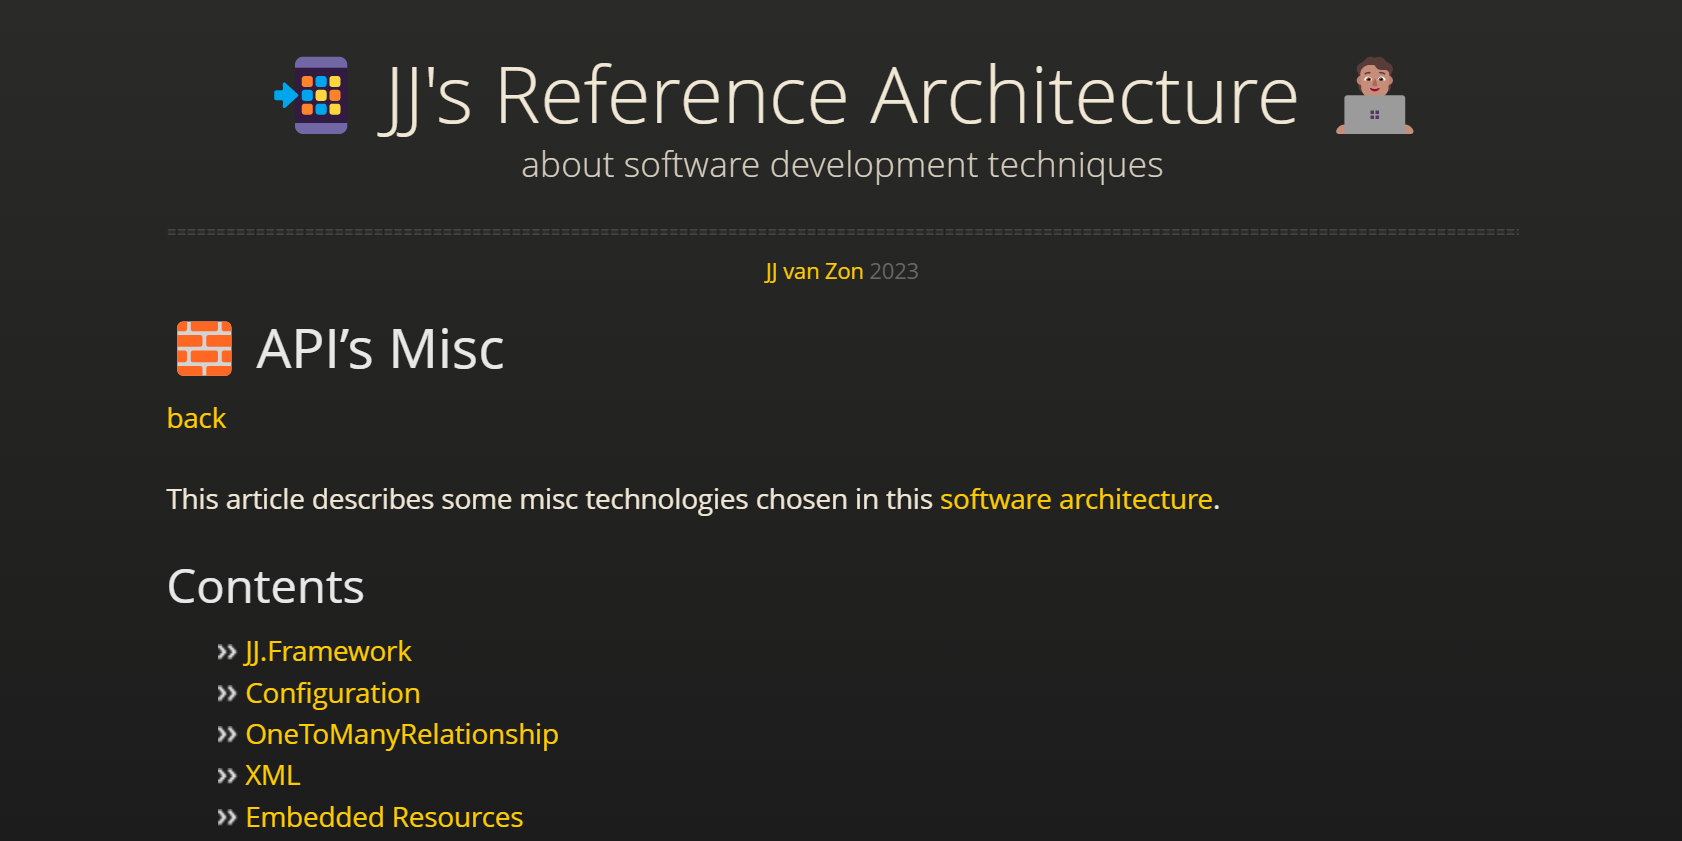 JJ's Reference Architecture
about software development techniques
JJ van Zon 2023
API’s Misc
back
This article describes some misc technologies chosen in this software architecture.
Contents
JJ.Framework
Configuration
OneToManyRelationship
XML
Embedded Resources